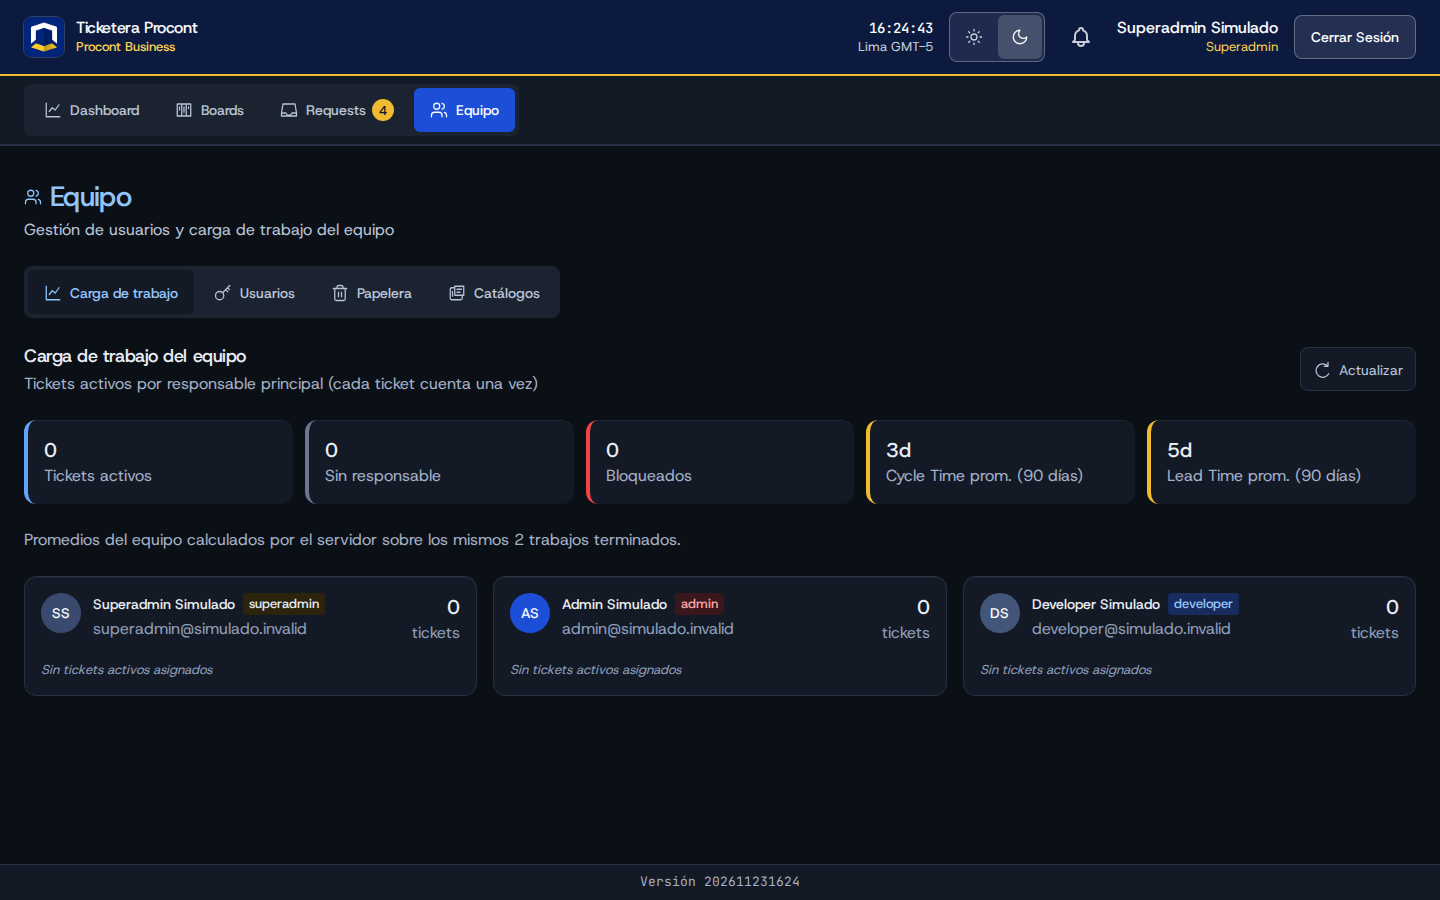 Ticketera Procont
Procont Business
16:24:43
Lima GMT-5
Superadmin Simulado
Superadmin
Cerrar Sesión
Dashboard
Boards
Requests 4
Equipo
Equipo
Gestión de usuarios y carga de trabajo del equipo
Carga de trabajo
Usuarios
Papelera
Catálogos
Carga de trabajo del equipo
Tickets activos por responsable principal (cada ticket cuenta una vez)
Actualizar
0
Tickets activos
0
Sin responsable
0
Bloqueados
3d
Cycle Time prom. (90 días)
5d
Lead Time prom. (90 días)
Promedios del equipo calculados por el servidor sobre los mismos 2 trabajos terminados.
SS
Superadmin Simulado superadmin
superadmin@simulado.invalid
0
tickets
Sin tickets activos asignados
AS
Admin Simulado admin
admin@simulado.invalid
0
tickets
Sin tickets activos asignados
DS
Developer Simulado developer
developer@simulado.invalid
0
tickets
Sin tickets activos asignados
Versión 202611231624